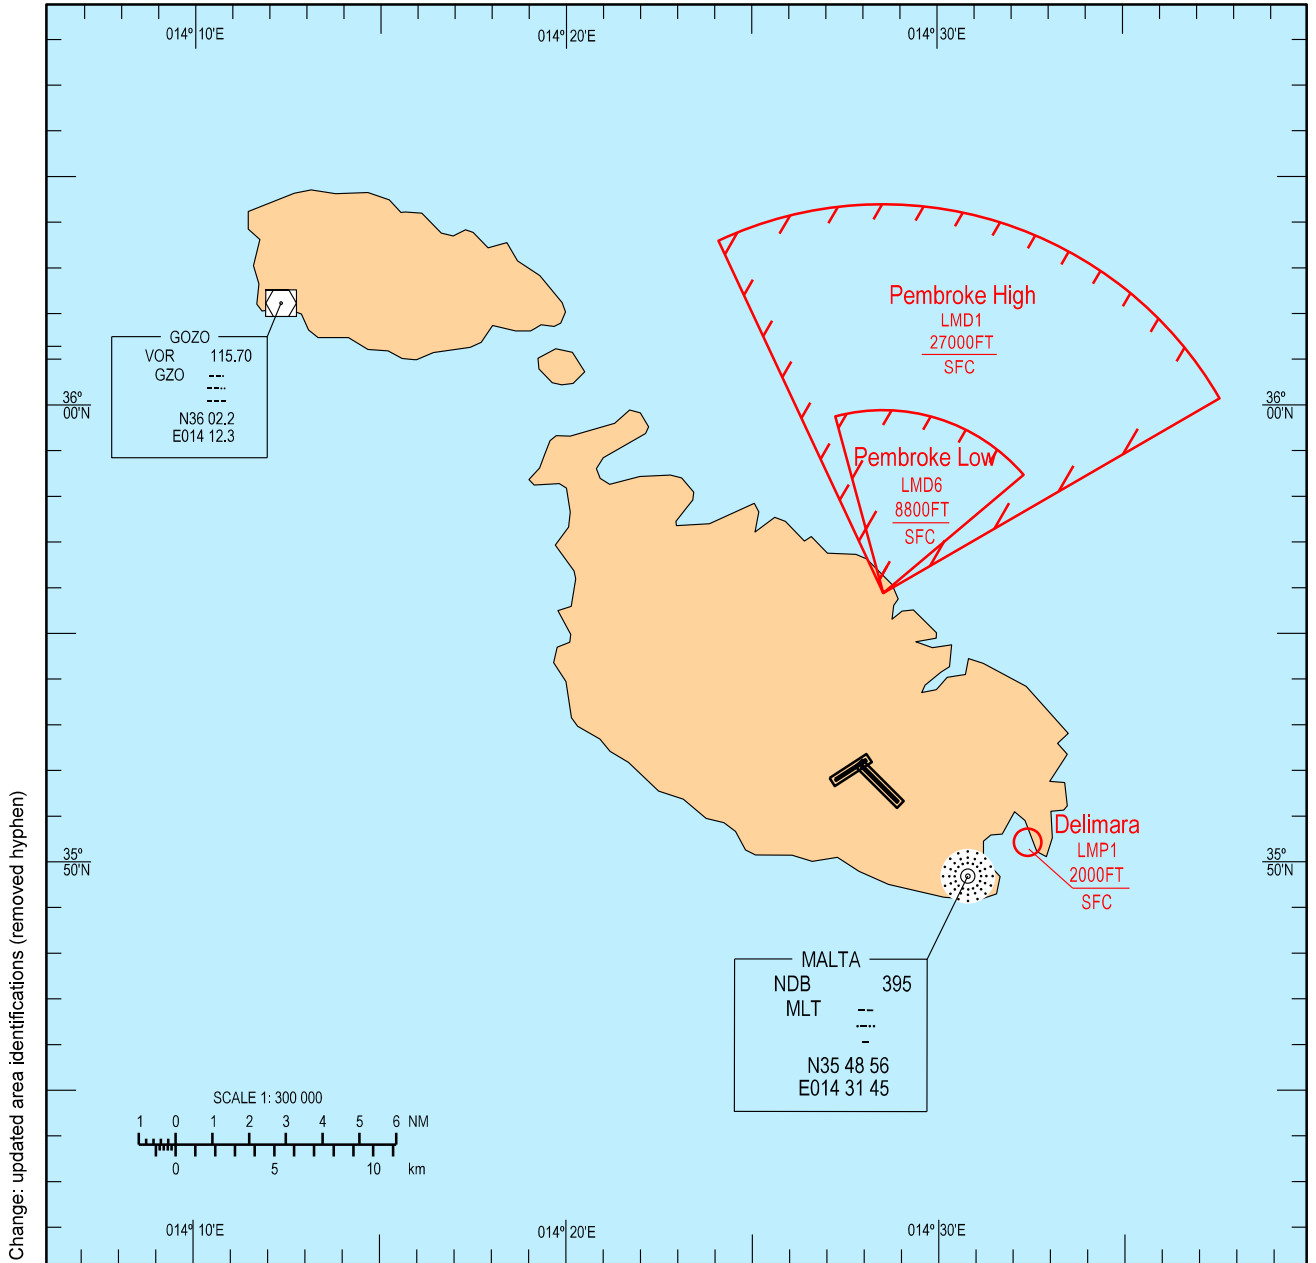 014º 10'E
014º 20'E
014º 30'E
Pembroke High
LMD1
27000FT
SFC
GOZO
VOR 115.70
GZO --·
--··
---
N36 02.2
E014 12.3
36º
00'N
36º
00'N
Pembroke Low
LMD6
8800FT
SFC
Delimara
LMP1
2000FT
SFC
35º
50'N
35º
50'N
MALTA
NDB 395
MLT --
·-··
-
N35 48 56
E014 31 45
SCALE 1: 300 000
1 0 1 2 3 4 5 6 NM
0 5 10 km
014º 10'E
014º 20'E
014º 30'E
Change: updated area identifications (removed hyphen)